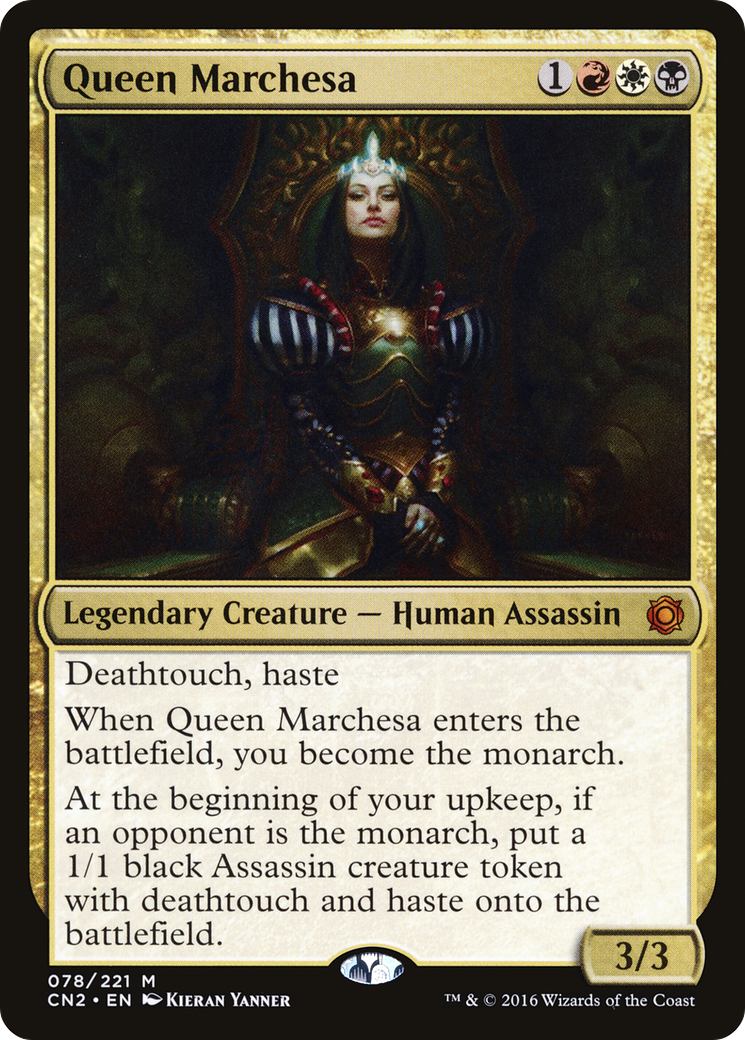 Queen Marchesa 1
Legendary Creature — Human Assassin
Deathtouch, haste
When Queen Marchesa enters the
battlefield, you become the monarch.
At the beginning of your upkeep, if
an opponent is the monarch, put a
1/1 black Assassin creature token
with deathtouch and haste onto the
battlefield.
3/3
078/221 M
CN2 • EN Kieran Yanner
™ & © 2016 Wizards of the Coast